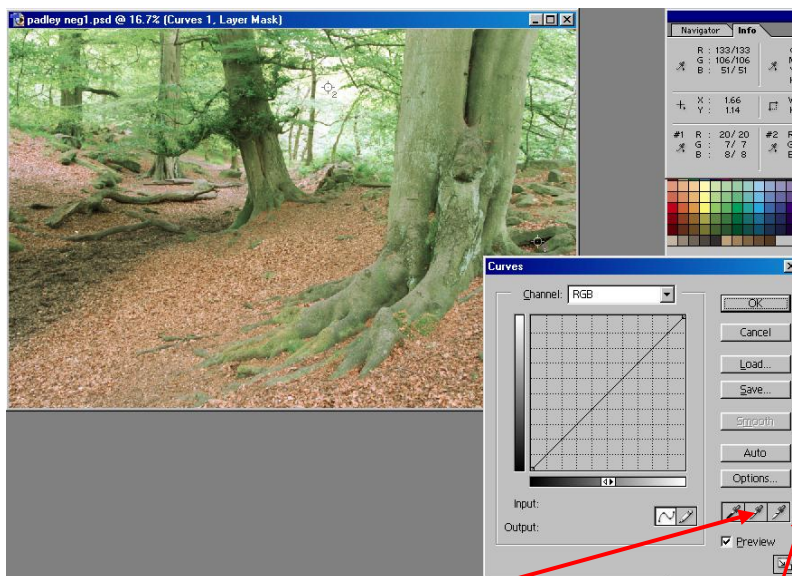 padley neg1.psd @ 16.7% (Curves 1, Layer Mask)
2
Navigator Info
R : 133/133
G : 106/106
B : 51/ 51
X : 1.66
Y : 1.14
#1 R : 20/ 20
G : 7/ 7
B : 8/ 8
#2
Curves
Channel: RGB
OK
Cancel
Load...
Save...
Smooth
Auto
Options...
Input:
Output:
Preview